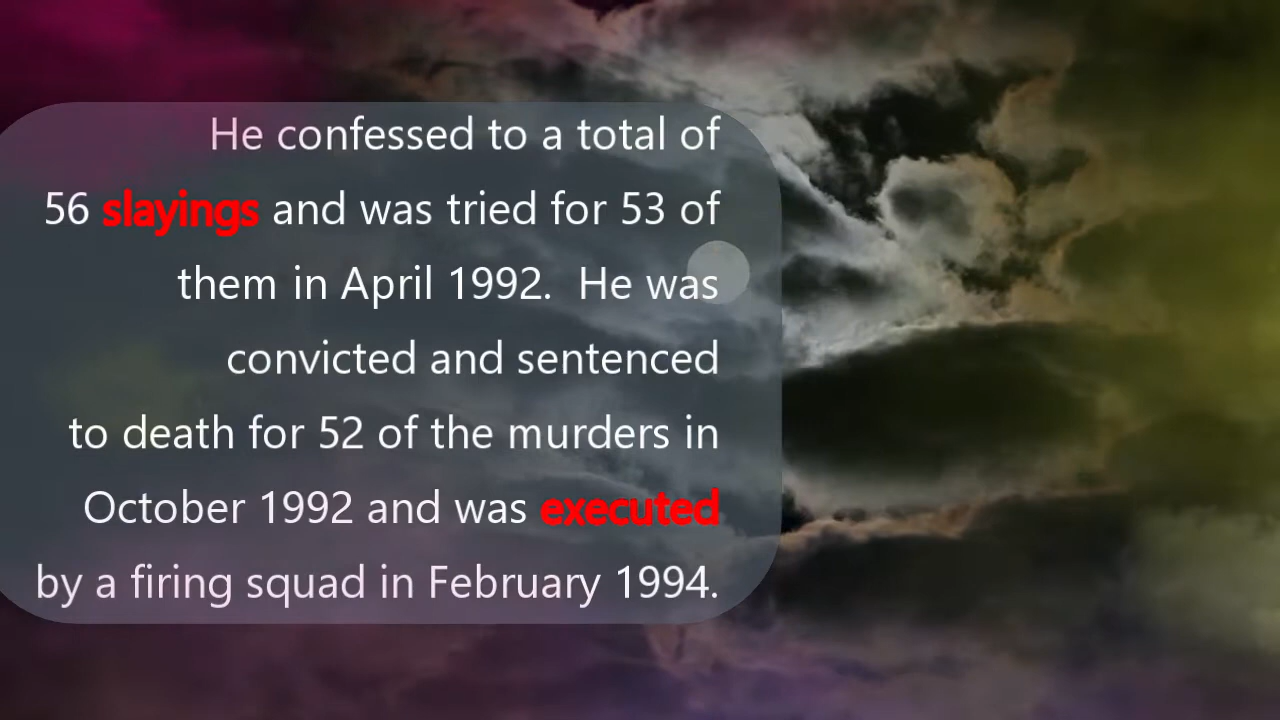 He confessed to a total of
56 slayings and was tried for 53 of
them in April 1992.  He was
convicted and sentenced
to death for 52 of the murders in
October 1992 and was executed
by a firing squad in February 1994.